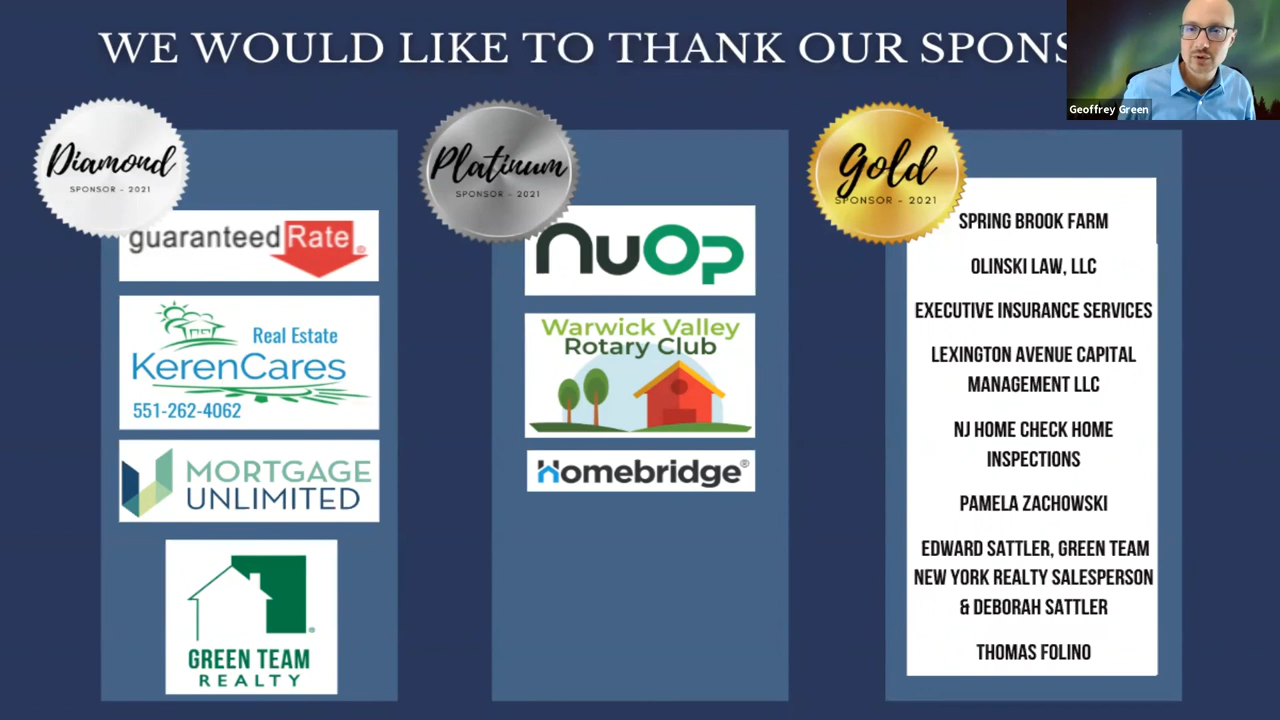 WE WOULD LIKE TO THANK OUR SPONS
Geoffrey Green
Diamond
SPONSOR - 2021
guaranteed Rate
Real Estate
KerenCares
551-262-4062
MORTGAGE
UNLIMITED
GREEN TEAM
REALTY
Platinum
SPONSOR - 2021
NuOp
Warwick Valley
Rotary Club
Homebridge®
Gold
SPONSOR - 2021
SPRING BROOK FARM
OLINSKI LAW, LLC
EXECUTIVE INSURANCE SERVICES
LEXINGTON AVENUE CAPITAL
MANAGEMENT LLC
NJ HOME CHECK HOME
INSPECTIONS
PAMELA ZACHOWSKI
EDWARD SATTLER, GREEN TEAM
NEW YORK REALTY SALESPERSON
& DEBORAH SATTLER
THOMAS FOLINO